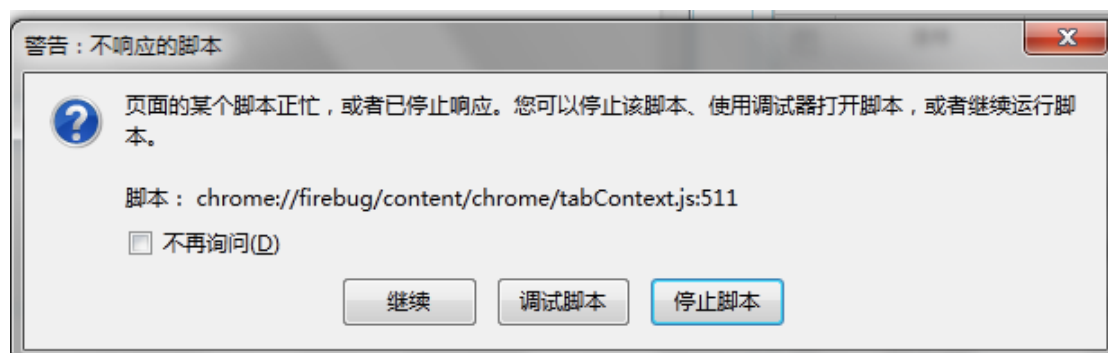 警告：不响应的脚本
页面的某个脚本正忙，或者已停止响应。您可以停止该脚本、使用调试器打开脚本，或者继续运行脚
本。
脚本： chrome://firebug/content/chrome/tabContext.js:511
不再询问(D)
继续 调试脚本 停止脚本